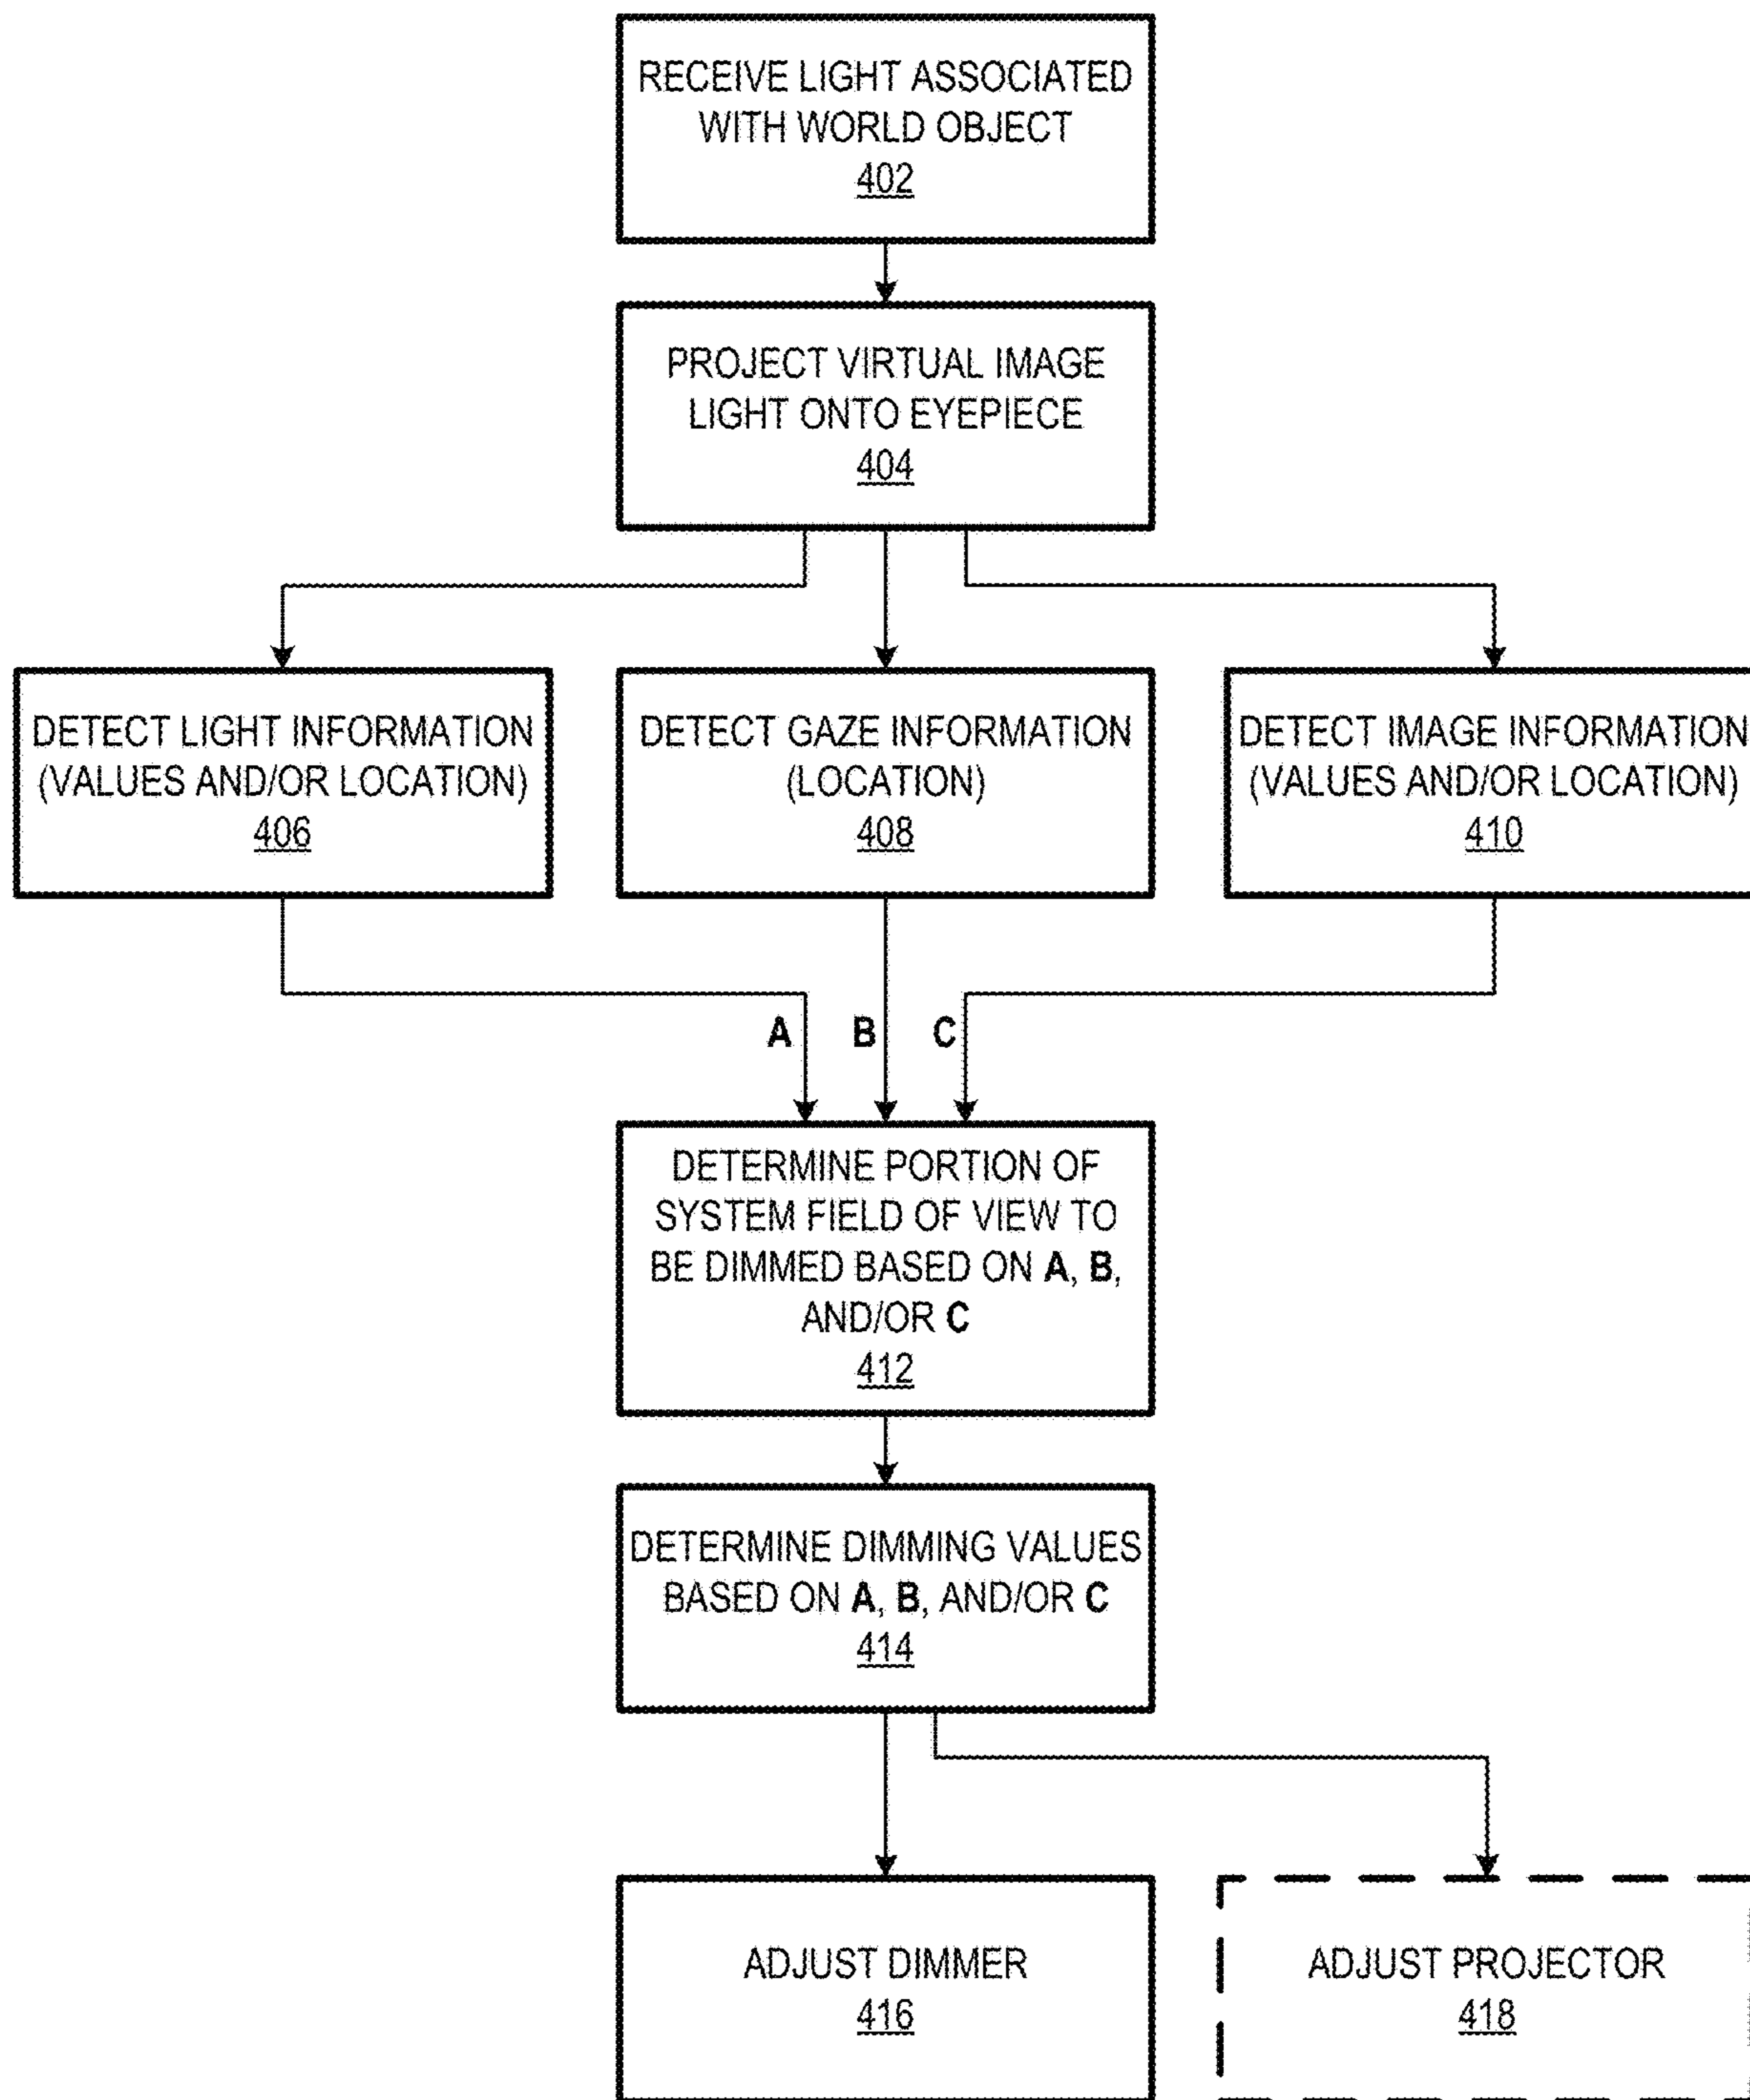 RECEIVE LIGHT ASSOCIATED
WITH WORLD OBJECT
402
PROJECT VIRTUAL IMAGE
LIGHT ONTO EYEPIECE
404
DETECT LIGHT INFORMATION
(VALUES AND/OR LOCATION)
406
DETECT GAZE INFORMATION
(LOCATION)
408
DETECT IMAGE INFORMATION
(VALUES AND/OR LOCATION)
410
A
B
C
DETERMINE PORTION OF
SYSTEM FIELD OF VIEW TO
BE DIMMED BASED ON A, B,
AND/OR C
412
DETERMINE DIMMING VALUES
BASED ON A, B, AND/OR C
414
ADJUST DIMMER
416
ADJUST PROJECTOR
418